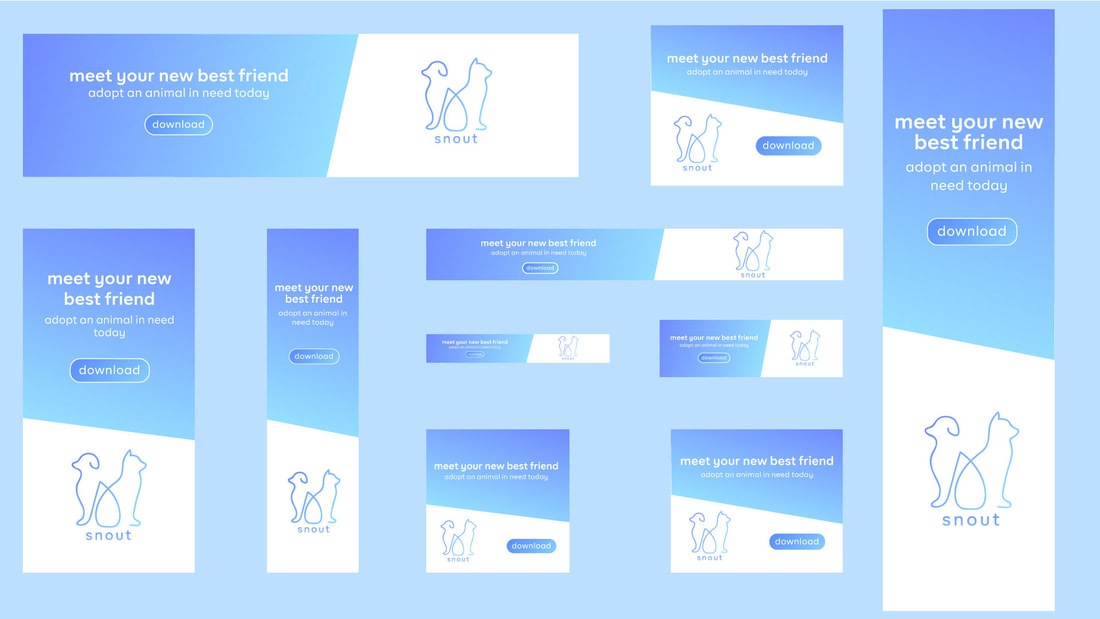 meet your new best friend
adopt an animal in need today
download
snout
meet your new best friend
adopt an animal in need today
download
snout
meet your new
best friend
adopt an animal in
need today
download
snout
meet your new
best friend
adopt an animal in need
today
download
snout
meet your new
best friend
adopt an animal in
need today
download
snout
meet your new best friend
adopt an animal in need today
download
snout
meet your new best friend
adopt an animal in need today
snout
meet your new best friend
adopt an animal in need today
download
snout
meet your new best friend
adopt an animal in need today
download
snout
meet your new best friend
adopt an animal in need today
download
snout